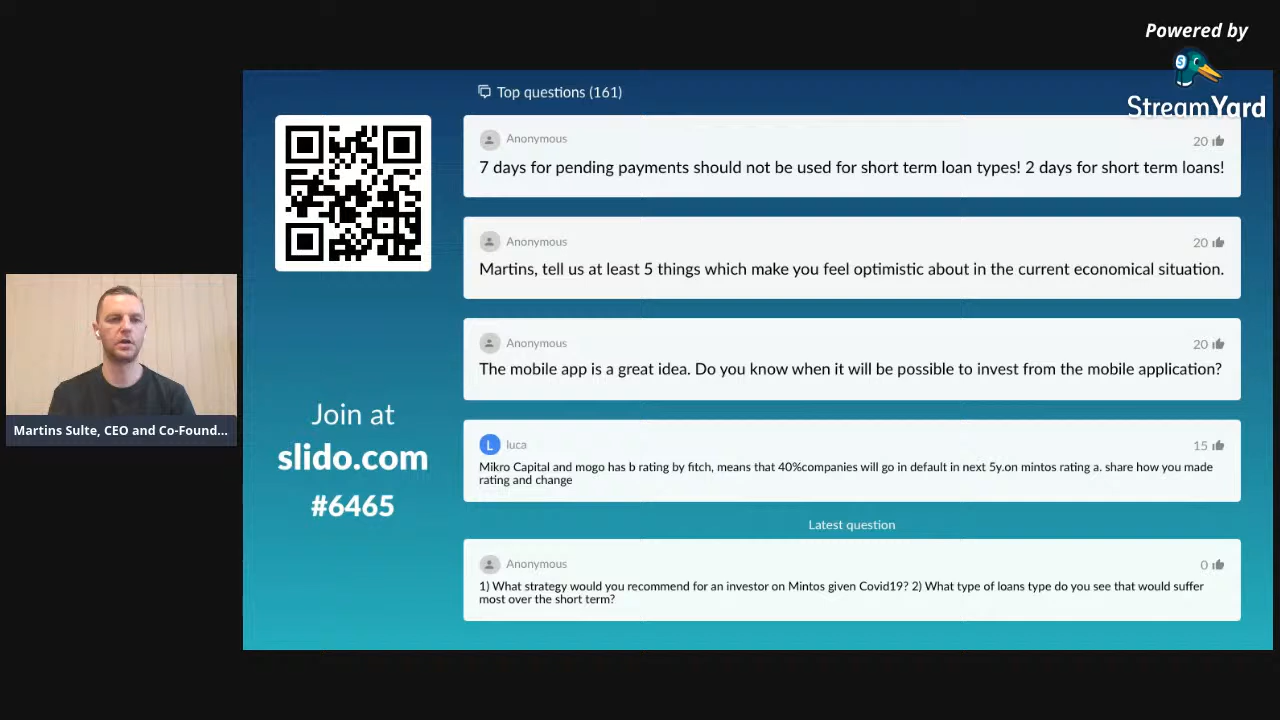 Powered by
StreamYard
Top questions (161)
Anonymous
20
7 days for pending payments should not be used for short term loan types! 2 days for short term loans!
Anonymous
20
Martins, tell us at least 5 things which make you feel optimistic about in the current economical situation.
Anonymous
20
The mobile app is a great idea. Do you know when it will be possible to invest from the mobile application?
L
luca
15
Mikro Capital and mogo has b rating by fitch, means that 40%companies will go in default in next 5y.on mintos rating a. share how you made
rating and change
Latest question
Anonymous
0
1) What strategy would you recommend for an investor on Mintos given Covid19? 2) What type of loans type do you see that would suffer
most over the short term?
Join at
slido.com
#6465
Martins Sulte, CEO and Co-Found...